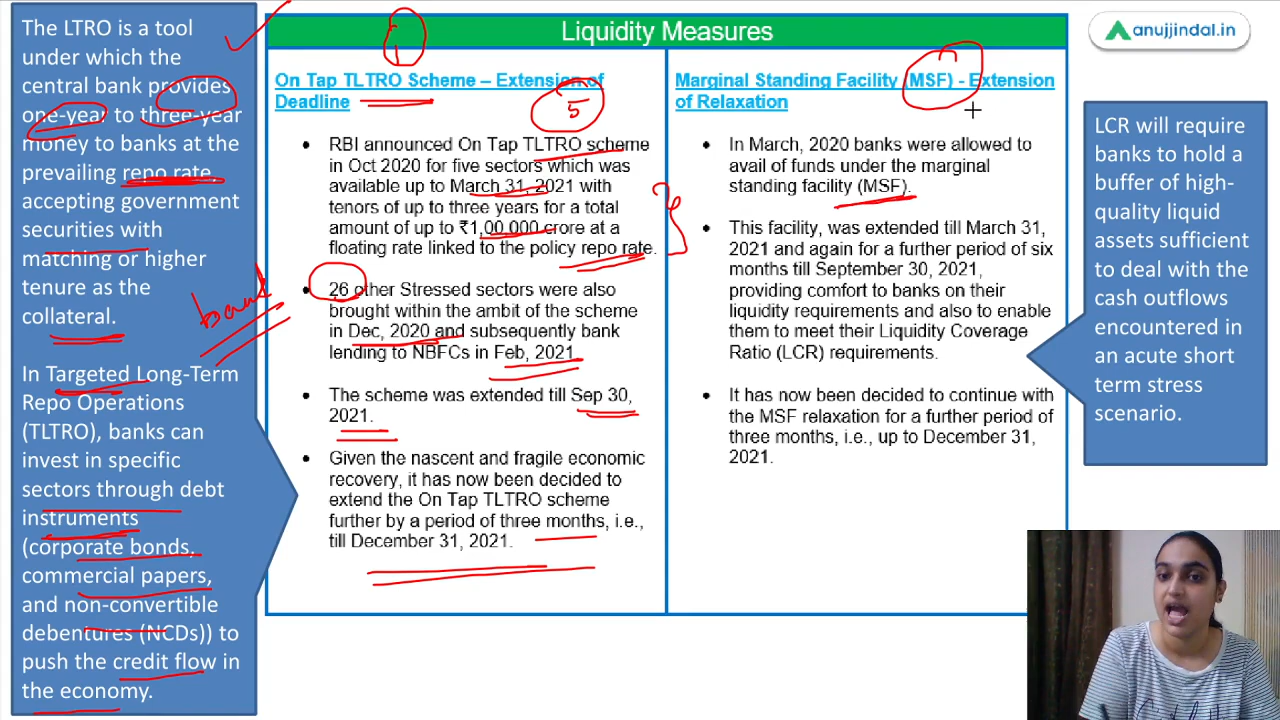 The LTRO is a tool
under which the
central bank provides
one-year to three-year
money to banks at the
prevailing repo rate,
accepting government
securities with
matching or higher
tenure as the
collateral.
In Targeted Long-Term
Repo Operations
(TLTRO), banks can
invest in specific
sectors through debt
instruments
(corporate bonds,
commercial papers,
and non-convertible
debentures (NCDs)) to
push the credit flow in
the economy.
bank
Liquidity Measures
On Tap TLTRO Scheme – Extension of
Deadline
5
RBI announced On Tap TLTRO scheme
in Oct 2020 for five sectors which was
available up to March 31, 2021 with
tenors of up to three years for a total
amount of up to ₹1,00,000 crore at a
floating rate linked to the policy repo rate.
26 other Stressed sectors were also
brought within the ambit of the scheme
in Dec, 2020 and subsequently bank
lending to NBFCs in Feb, 2021.
The scheme was extended till Sep 30,
2021.
Given the nascent and fragile economic
recovery, it has now been decided to
extend the On Tap TLTRO scheme
further by a period of three months, i.e.,
till December 31, 2021.
Marginal Standing Facility (MSF) - Extension
of Relaxation
In March, 2020 banks were allowed to
avail of funds under the marginal
standing facility (MSF).
This facility, was extended till March 31,
2021 and again for a further period of six
months till September 30, 2021,
providing comfort to banks on their
liquidity requirements and also to enable
them to meet their Liquidity Coverage
Ratio (LCR) requirements.
It has now been decided to continue with
the MSF relaxation for a further period of
three months, i.e., up to December 31,
2021.
anujjindal.in
LCR will require
banks to hold a
buffer of high-
quality liquid
assets sufficient
to deal with the
cash outflows
encountered in
an acute short
term stress
scenario.